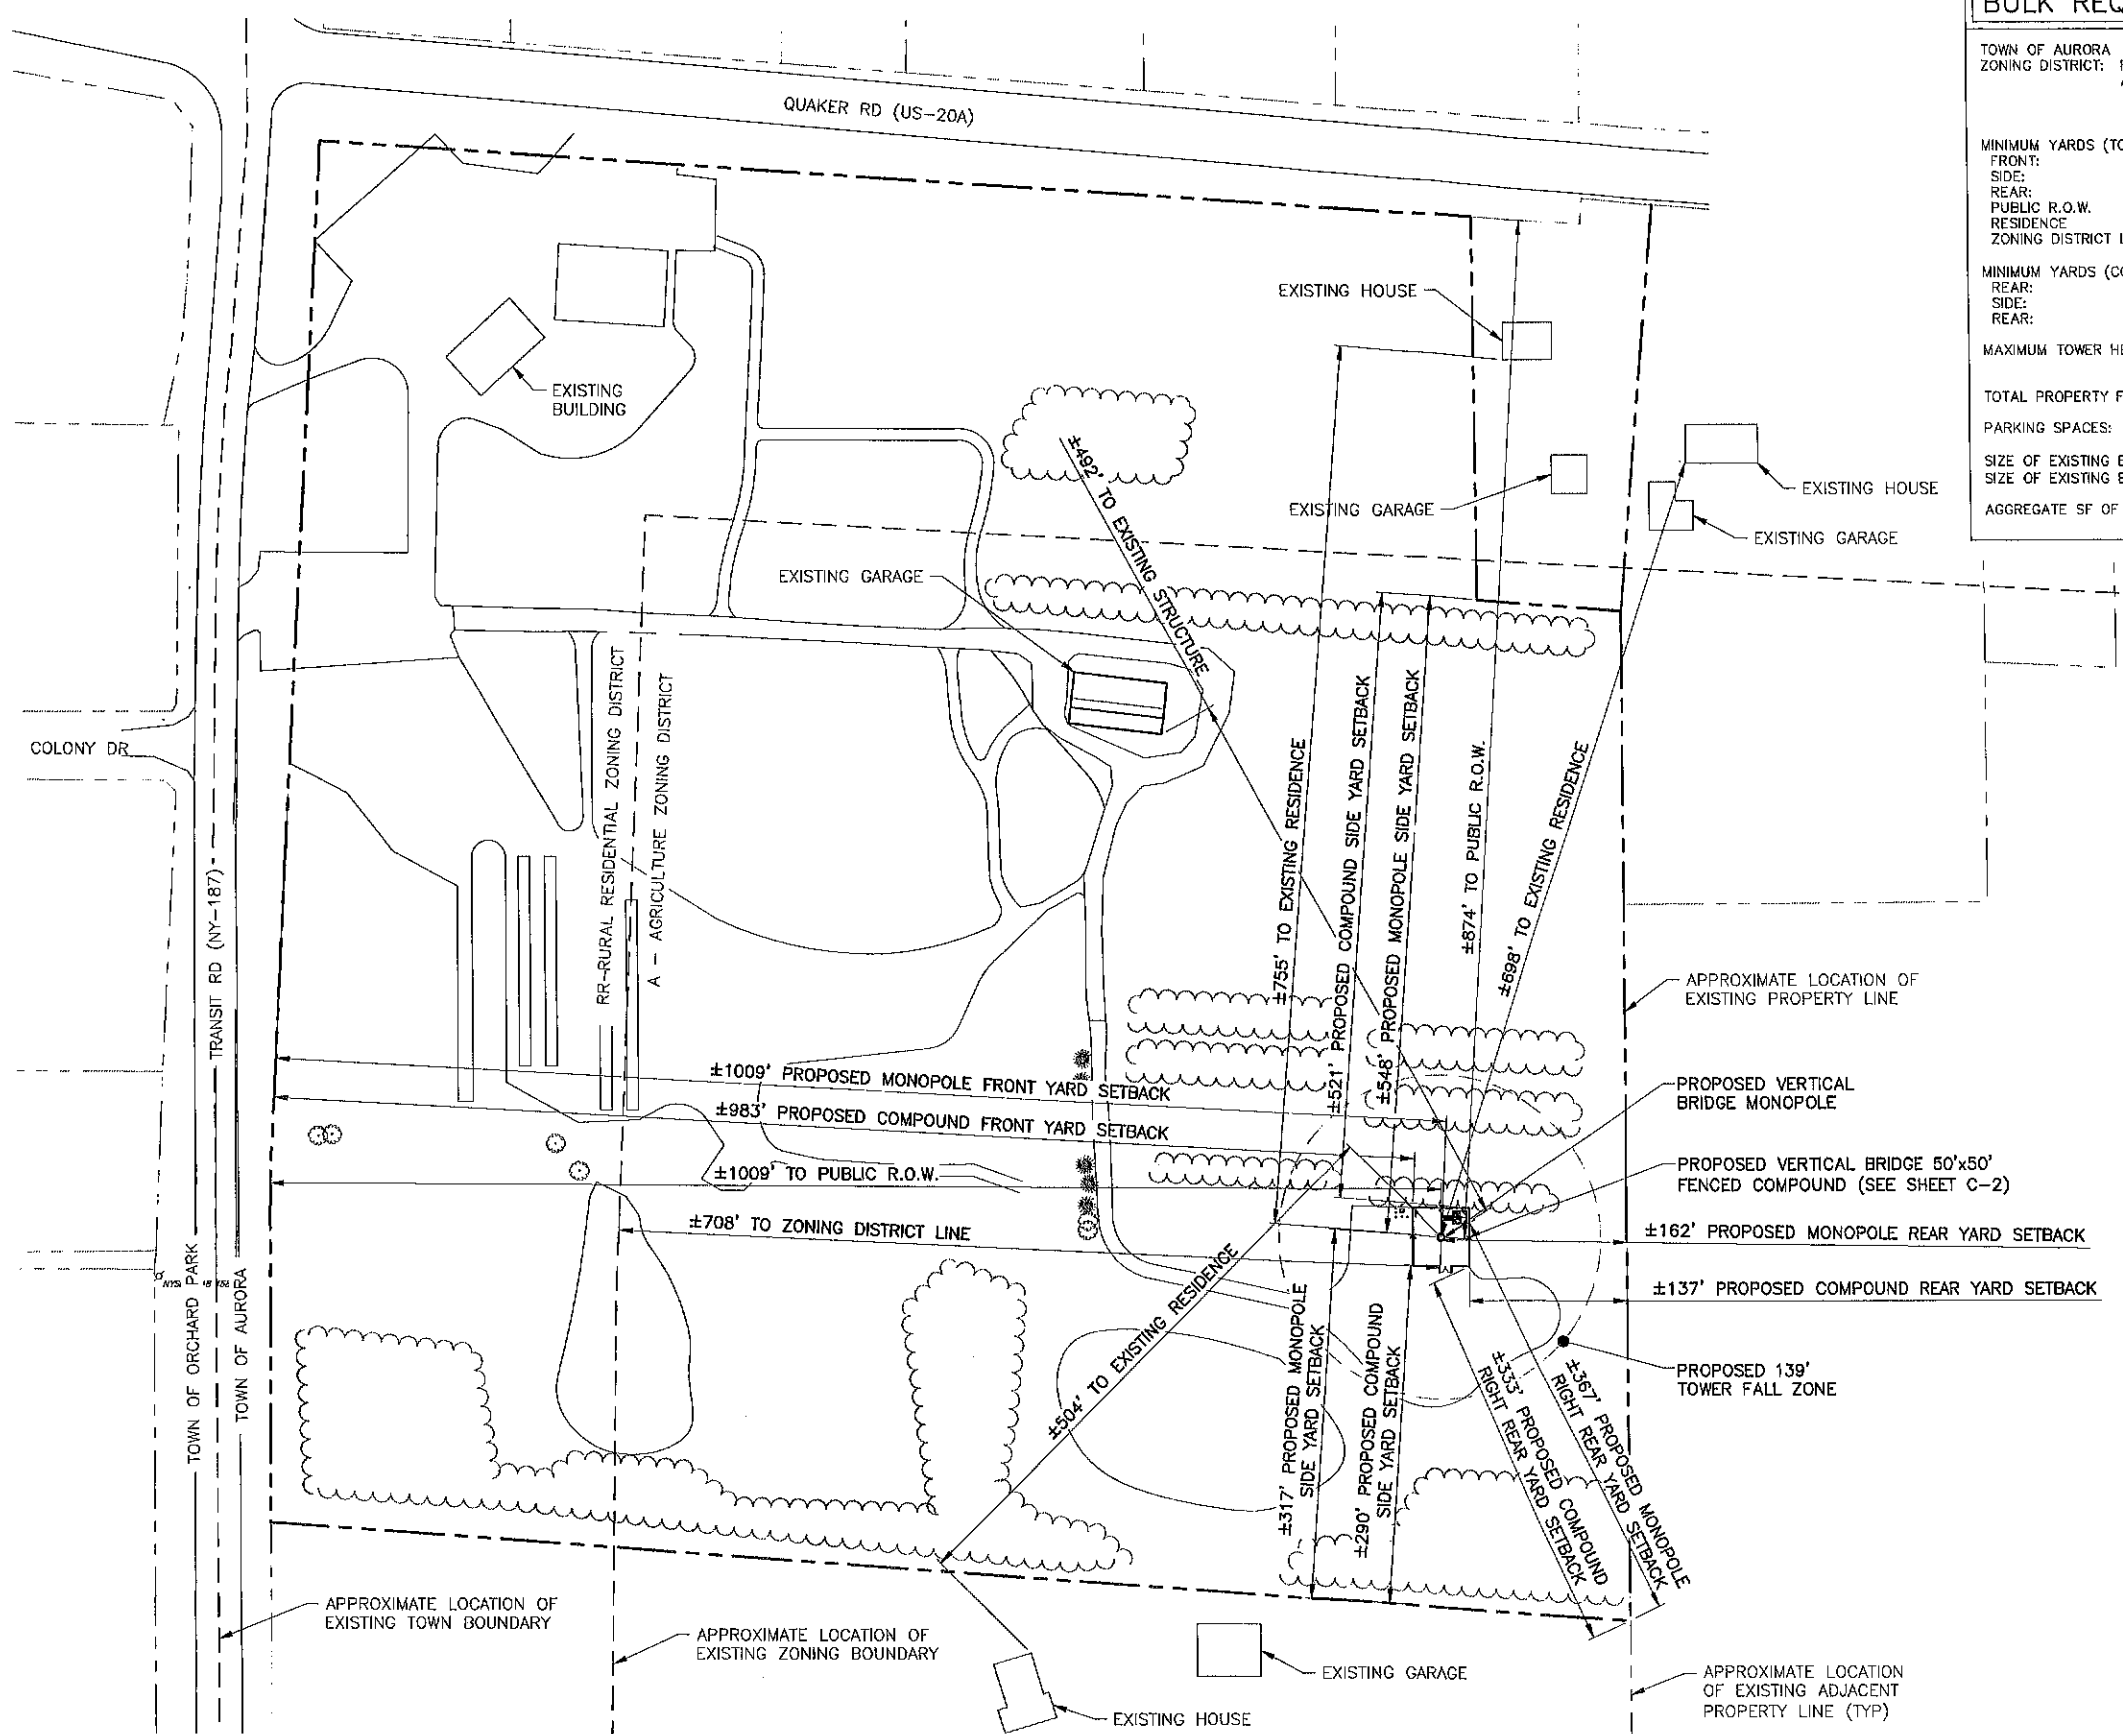 BULK REQ
TOWN OF AURORA
ZONING DISTRICT:
MINIMUM YARDS (TO
FRONT:
SIDE:
REAR:
PUBLIC R.O.W.
RESIDENCE
ZONING DISTRICT L
MINIMUM YARDS (CO
REAR:
SIDE:
REAR:
MAXIMUM TOWER HE
TOTAL PROPERTY F
PARKING SPACES:
SIZE OF EXISTING B
SIZE OF EXISTING B
AGGREGATE SF OF
QUAKER RD (US-20A)
EXISTING HOUSE
EXISTING
BUILDING
±492' TO EXISTING STRUCTURE
EXISTING GARAGE
EXISTING HOUSE
EXISTING GARAGE
EXISTING GARAGE
COLONY DR
TRANSIT RD (NY-187)
RR-RURAL RESIDENTIAL ZONING DISTRICT
A - AGRICULTURE ZONING DISTRICT
±755' TO EXISTING RESIDENCE
±521' PROPOSED COMPOUND SIDE YARD SETBACK
±548' PROPOSED MONOPOLE SIDE YARD SETBACK
±874' TO PUBLIC R.O.W.
±698' TO EXISTING RESIDENCE
APPROXIMATE LOCATION OF
EXISTING PROPERTY LINE
±1009' PROPOSED MONOPOLE FRONT YARD SETBACK
±983' PROPOSED COMPOUND FRONT YARD SETBACK
±1009' TO PUBLIC R.O.W.
±708' TO ZONING DISTRICT LINE
PROPOSED VERTICAL
BRIDGE MONOPOLE
PROPOSED VERTICAL BRIDGE 50'x50'
FENCED COMPOUND (SEE SHEET C-2)
±162' PROPOSED MONOPOLE REAR YARD SETBACK
±137' PROPOSED COMPOUND REAR YARD SETBACK
TOWN OF ORCHARD PARK
TOWN OF AURORA
±504' TO EXISTING RESIDENCE
±317' PROPOSED MONOPOLE
SIDE YARD SETBACK
±290' PROPOSED COMPOUND
SIDE YARD SETBACK
±333' PROPOSED COMPOUND
RIGHT REAR YARD SETBACK
±367' PROPOSED MONOPOLE
RIGHT REAR YARD SETBACK
PROPOSED 139'
TOWER FALL ZONE
APPROXIMATE LOCATION OF
EXISTING TOWN BOUNDARY
APPROXIMATE LOCATION OF
EXISTING ZONING BOUNDARY
EXISTING HOUSE
EXISTING GARAGE
APPROXIMATE LOCATION
OF EXISTING ADJACENT
PROPERTY LINE (TYP)